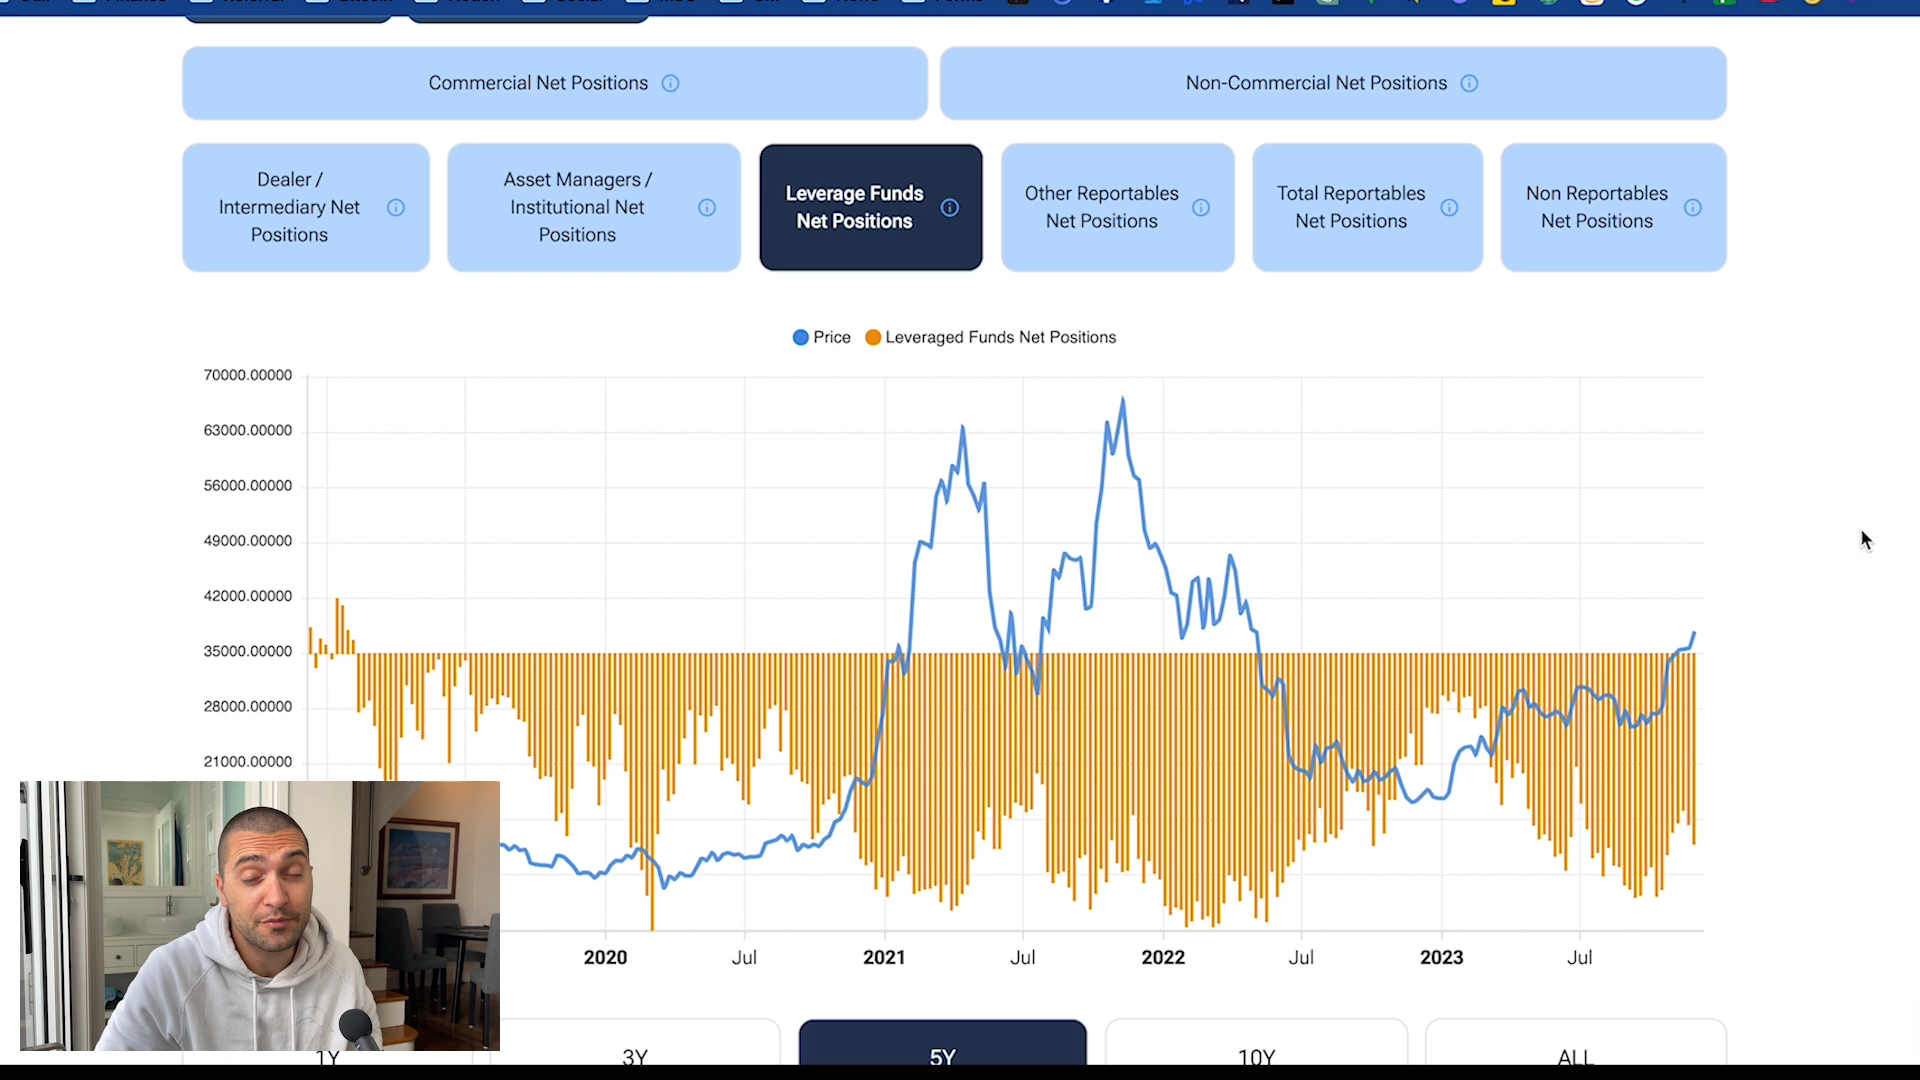 Commercial Net Positions
Non-Commercial Net Positions
Dealer /
Intermediary Net
Positions
Asset Managers /
Institutional Net
Positions
Leverage Funds
Net Positions
Other Reportables
Net Positions
Total Reportables
Net Positions
Non Reportables
Net Positions
Price
Leveraged Funds Net Positions
70000.00000
63000.00000
56000.00000
49000.00000
42000.00000
35000.00000
28000.00000
21000.00000
2020
Jul
2021
Jul
2022
Jul
2023
Jul
1Y
3Y
5Y
10Y
ALL